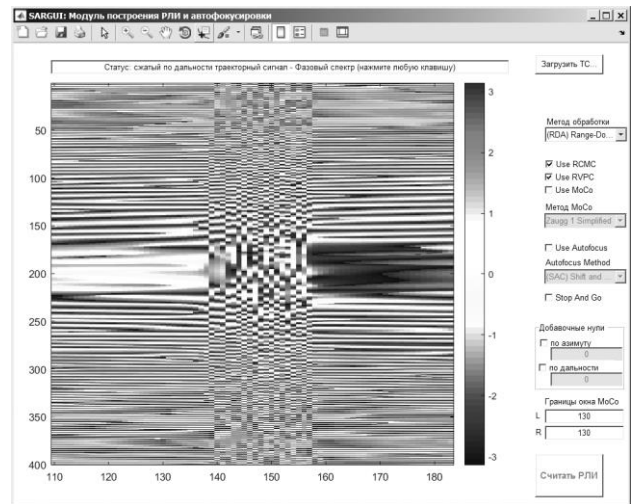 SARGUI: Модуль построения РЛИ и автофокусировки
Статус: сжатый по дальности траекторный сигнал - Фазовый спектр (нажмите любую клавишу)
Загрузить ТС...
50
100
150
200
250
300
350
400
110
120
130
140
150
160
170
180
3
2
1
0
-1
-2
-3
Метод обработки
(RDA) Range-Do...
Use RCMC
Use RVPC
Use MoCo
Метод MoCo
Zaugg 1 Simplified
Use Autofocus
Autofocus Method
(SAC) Shift and ...
Stop And Go
Добавочные нули
по азимуту
0
по дальности
0
Границы окна MoCo
L 130
R 130
Считать РЛИ